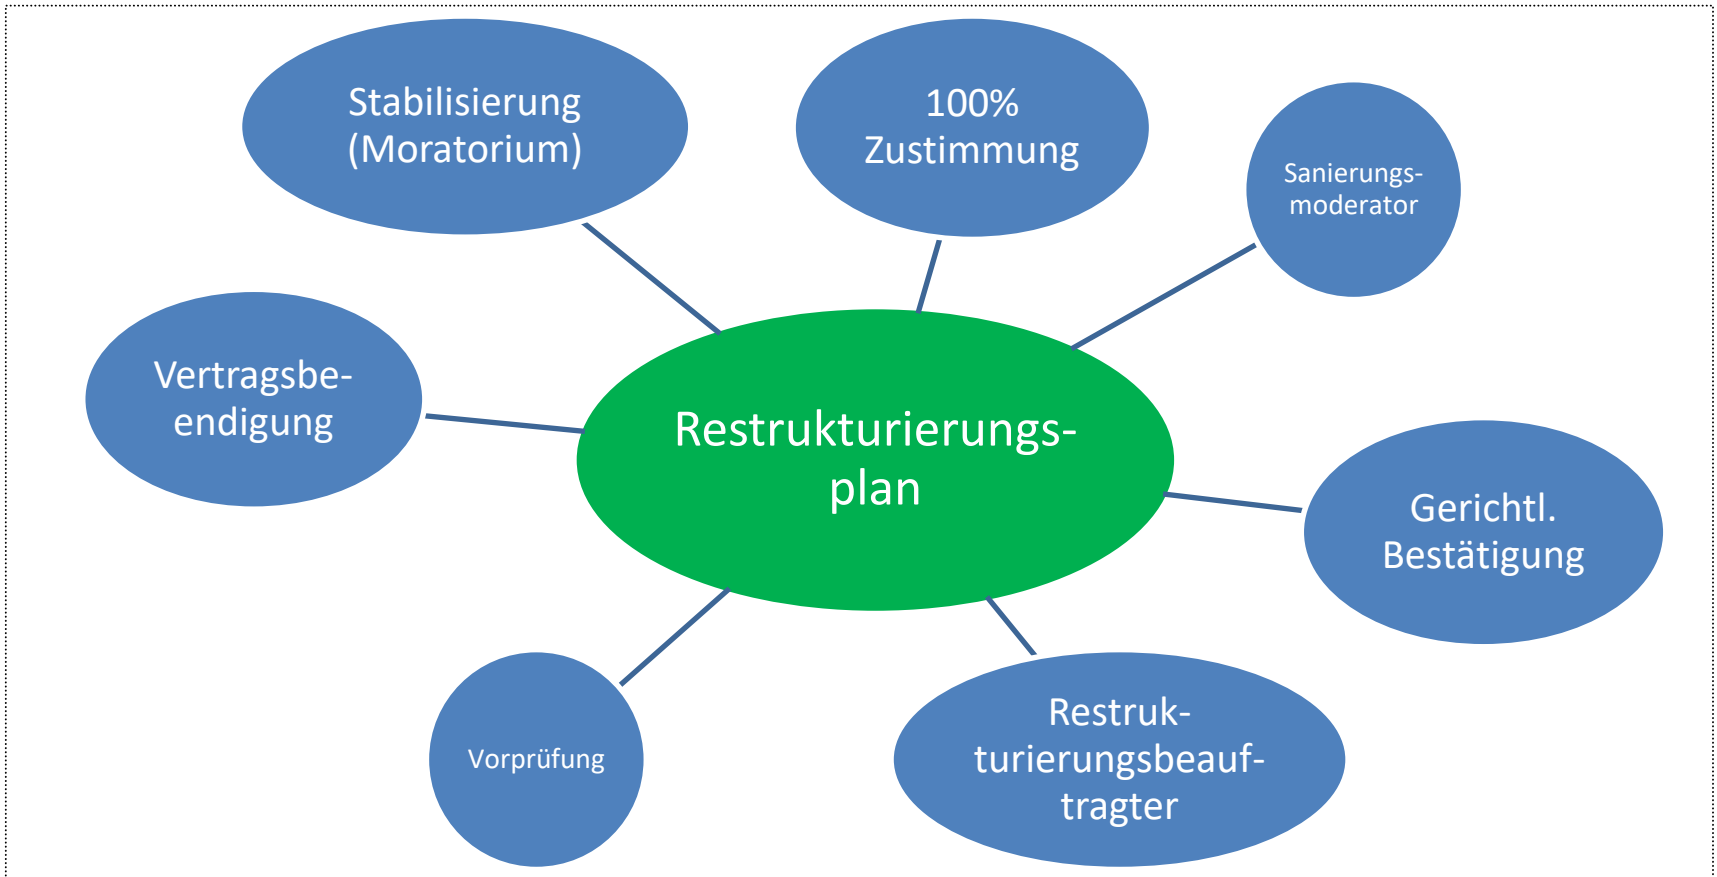 Stabilisierung
(Moratorium)
100%
Zustimmung
Sanierungs-
moderator
Vertragsbe-
endigung
Restrukturierungs-
plan
Gerichtl.
Bestätigung
Vorprüfung
Restruk-
turierungsbeauf-
tragter